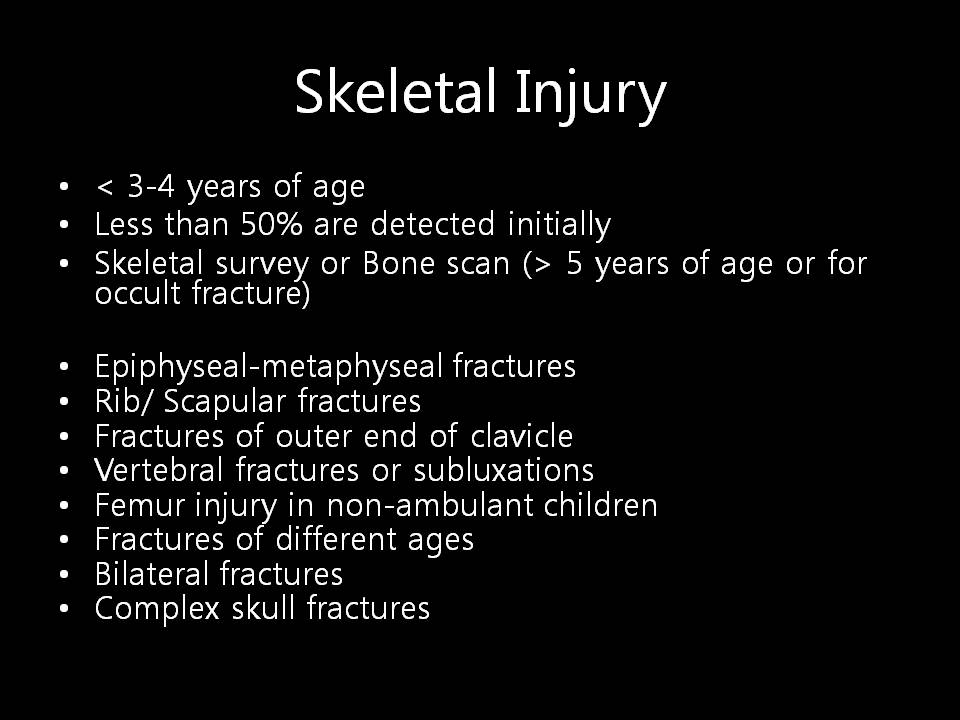 Skeletal Injury
• < 3-4 years of age
• Less than 50% are detected initially
• Skeletal survey or Bone scan (> 5 years of age or for
occult fracture)
• Epiphyseal-metaphyseal fractures
• Rib/ Scapular fractures
• Fractures of outer end of clavicle
• Vertebral fractures or subluxations
• Femur injury in non-ambulant children
• Fractures of different ages
• Bilateral fractures
• Complex skull fractures